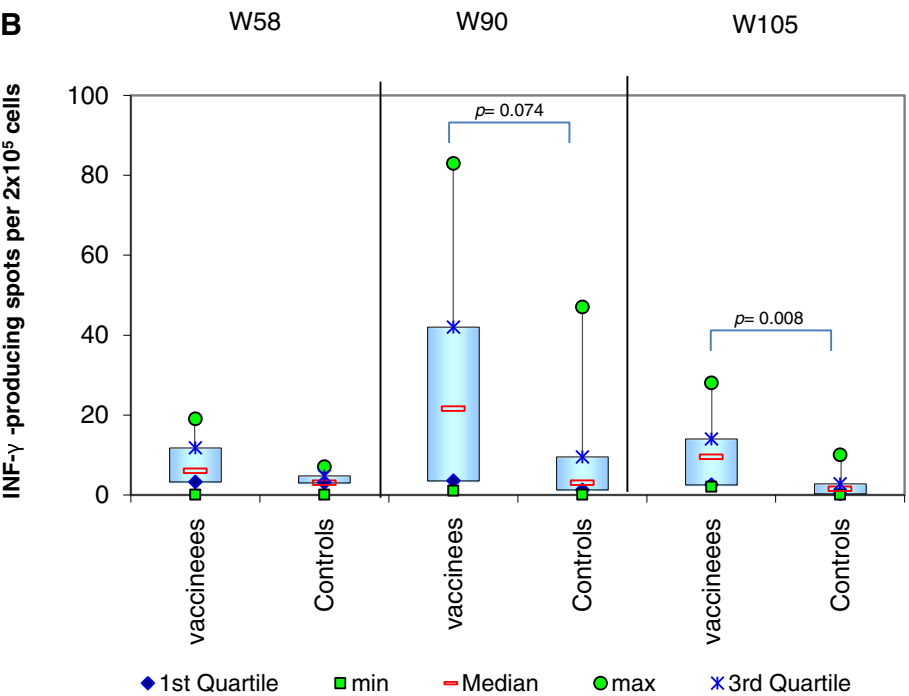 B
W58 W90 W105
INF-γ -producing spots per 2x10⁵ cells
100
80
60
40
20
0
p= 0.074
p= 0.008
vaccineees
Controls
vaccinees
Controls
vaccineees
Controls
1st Quartile min Median max 3rd Quartile